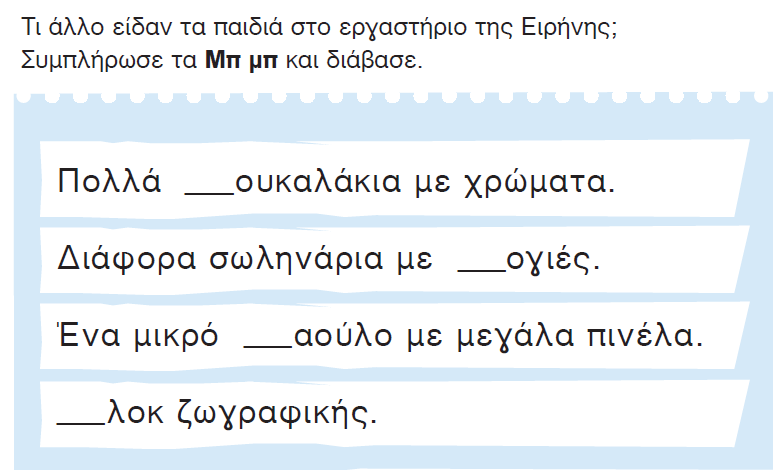 Τι άλλο είδαν τα παιδιά στο εργαστήριο της Ειρήνης;
Συμπλήρωσε τα Μπ μπ και διάβασε.
Πολλά ___ουκαλάκια με χρώματα.
Διάφορα σωληνάρια με ___ογιές.
Ένα μικρό ___αούλο με μεγάλα πινέλα.
___λοκ ζωγραφικής.